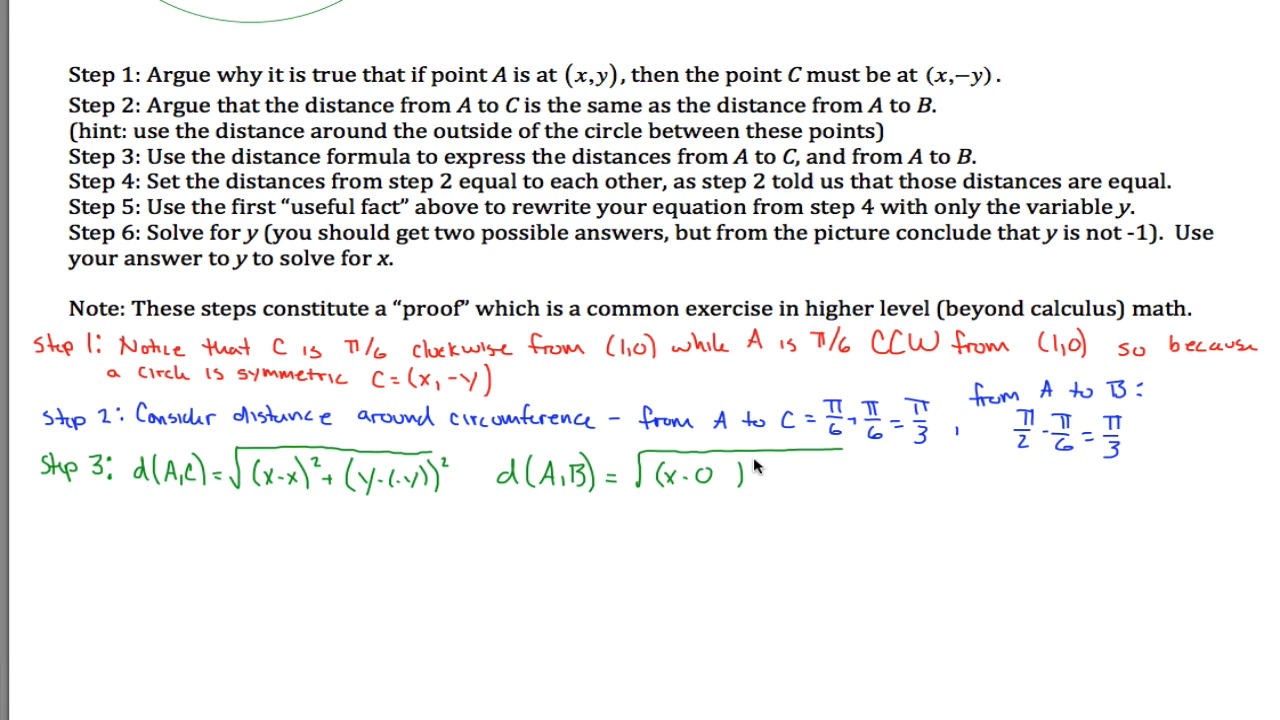 Step 1: Argue why it is true that if point A is at (x,y), then the point C must be at (x,−y).
Step 2: Argue that the distance from A to C is the same as the distance from A to B.
(hint: use the distance around the outside of the circle between these points)
Step 3: Use the distance formula to express the distances from A to C, and from A to B.
Step 4: Set the distances from step 2 equal to each other, as step 2 told us that those distances are equal.
Step 5: Use the first “useful fact” above to rewrite your equation from step 4 with only the variable y.
Step 6: Solve for y (you should get two possible answers, but from the picture conclude that y is not -1). Use
your answer to y to solve for x.
Note: These steps constitute a “proof” which is a common exercise in higher level (beyond calculus) math.
Step 1: Notice that C is π/6 clockwise from (1,0) while A is π/6 CCW from (1,0) so because
a circle is symmetric C=(x,-y)
Step 2: Consider distance around circumference - from A to C = π/6 + π/6 = π/3 , from A to B: π/2 - π/6 = π/3
Step 3: d(A,C) = √(x-x)² + (y-(-y))² d(A,B) = √(x-0 )